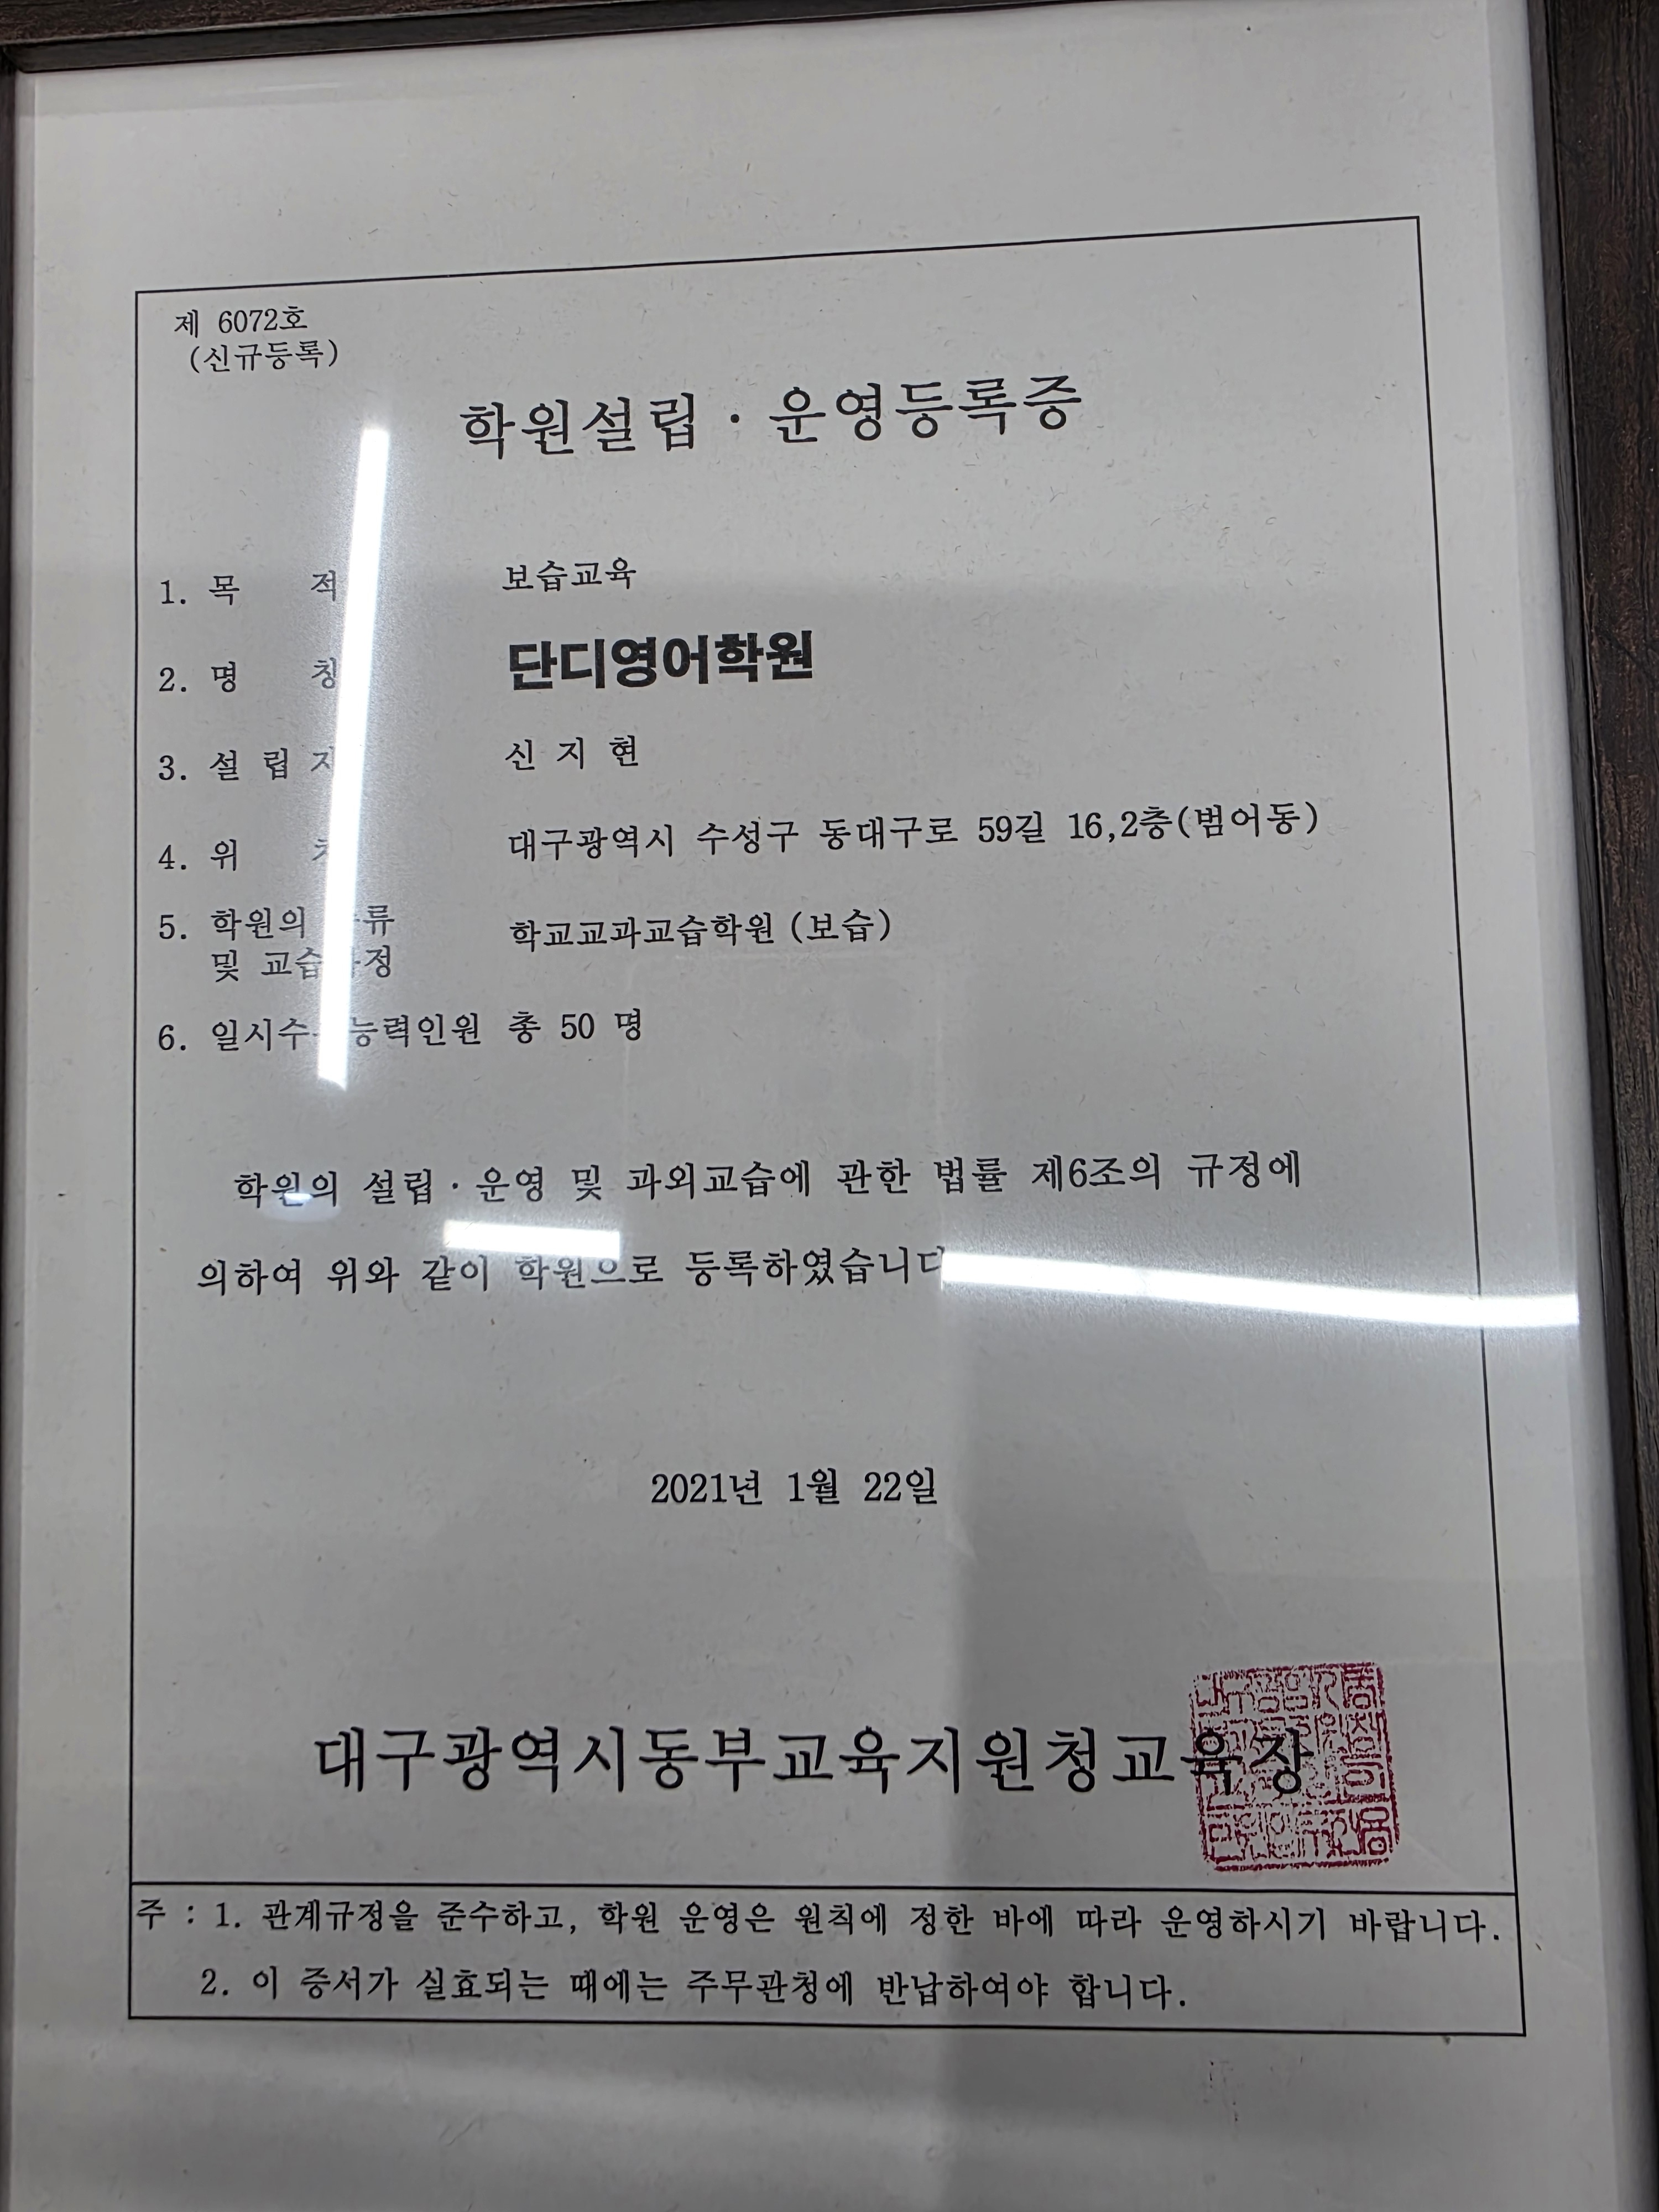 제 6072호
(신규등록)
학원설립·운영등록증
1. 목 적 보습교육
2. 명 칭 단디영어학원
3. 설 립 자 신 지 현
4. 위 대구광역시 수성구 동대구로 59길 16,2층(범어동)
5. 학원의 류 학교교과교습학원(보습)
및 교습 정
6. 일시수 능력인원 총 50 명
학원의 설립·운영 및 과외교습에 관한 법률 제6조의 규정에
의하여 위와 같이 학원으로 등록하였습니다
2021년 1월 22일
대구광역시동부교육지원청교육장
주 : 1. 관계규정을 준수하고, 학원 운영은 원칙에 정한 바에 따라 운영하시기 바랍니다.
2. 이 증서가 실효되는 때에는 주무관청에 반납하여야 합니다.